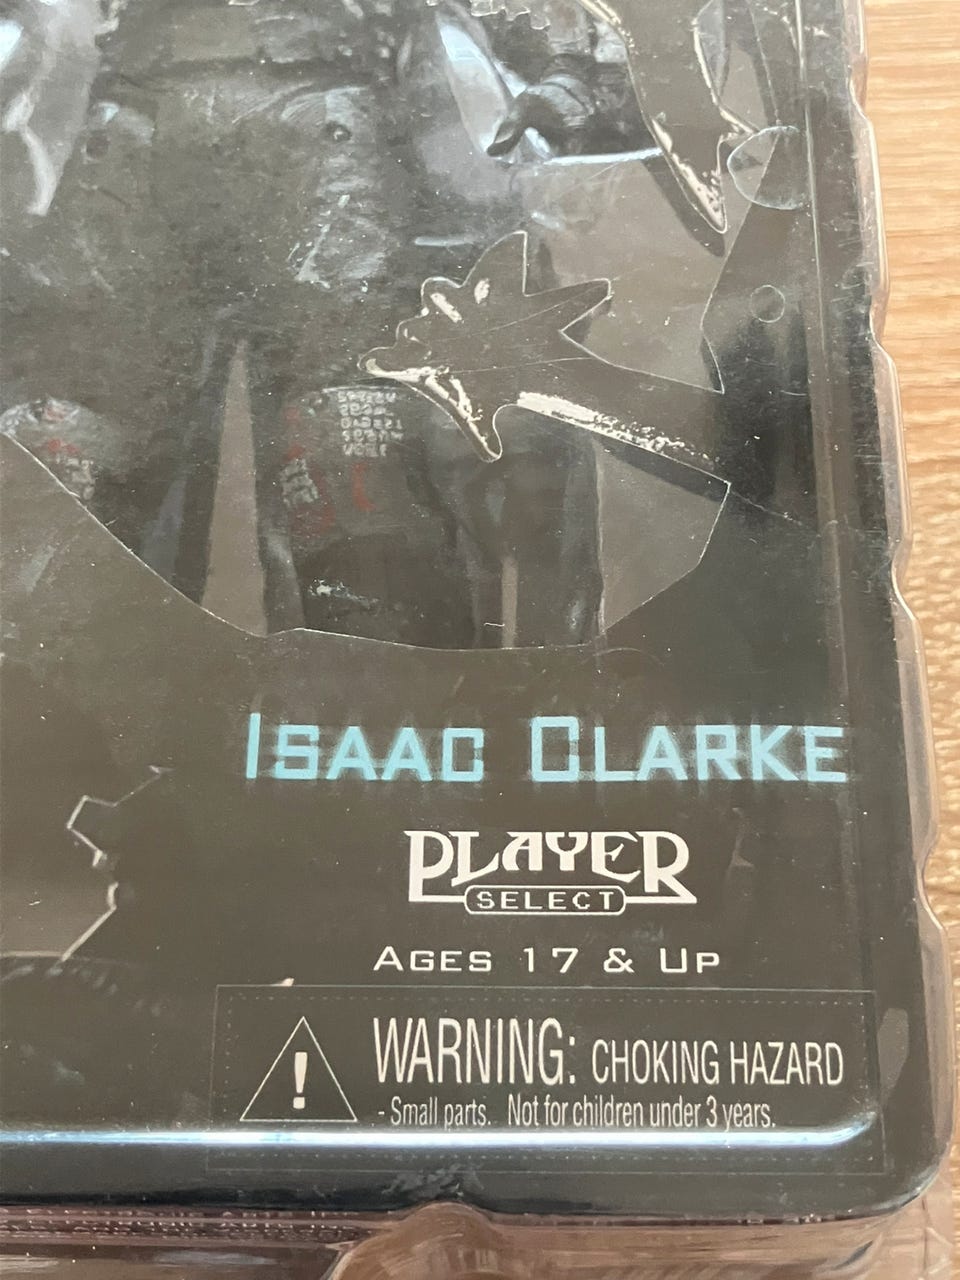 ISAAC CLARKE
PLAYER
SELECT
AGES 17 & UP
WARNING: CHOKING HAZARD
- Small parts. Not for children under 3 years.